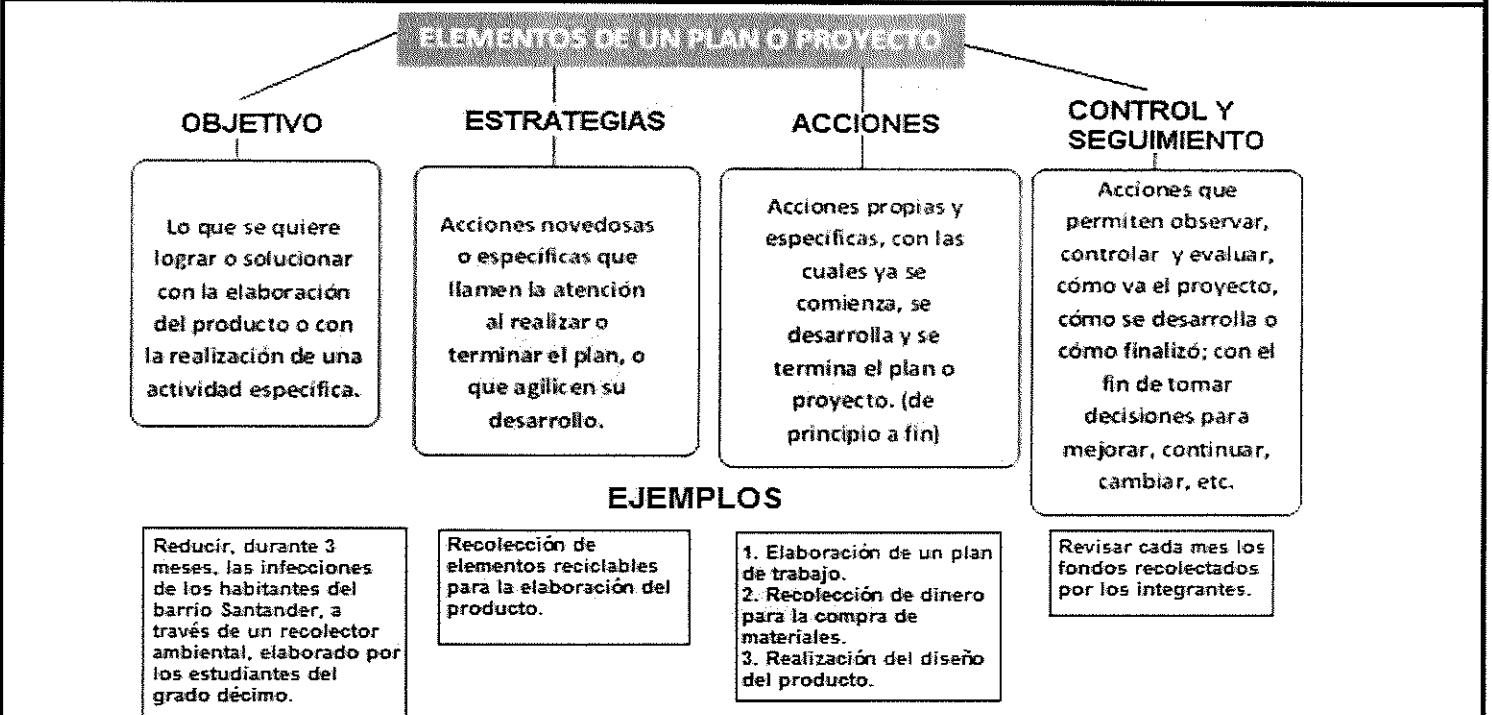 ELEMENTOS DE UN PLAN O PROYECTO
OBJETIVO
Lo que se quiere
lograr o solucionar
con la elaboración
del producto o con
la realización de una
actividad específica.
ESTRATEGIAS
Acciones novedosas
o específicas que
llamen la atención
al realizar o
terminar el plan, o
que agilicen su
desarrollo.
ACCIONES
Acciones propias y
específicas, con las
cuales ya se
comienza, se
desarrolla y se
termina el plan o
proyecto. (de
principio a fin)
CONTROL Y
SEGUIMIENTO
Acciones que
permiten observar,
controlar y evaluar,
cómo va el proyecto,
cómo se desarrolla o
cómo finalizó; con el
fin de tomar
decisiones para
mejorar, continuar,
cambiar, etc.
EJEMPLOS
Reducir, durante 3
meses, las infecciones
de los habitantes del
barrio Santander, a
través de un recolector
ambiental, elaborado por
los estudiantes del
grado décimo.
Recolección de
elementos reciclables
para la elaboración del
producto.
1. Elaboración de un plan
de trabajo.
2. Recolección de dinero
para la compra de
materiales.
3. Realización del diseño
del producto.
Revisar cada mes los
fondos recolectados
por los integrantes.